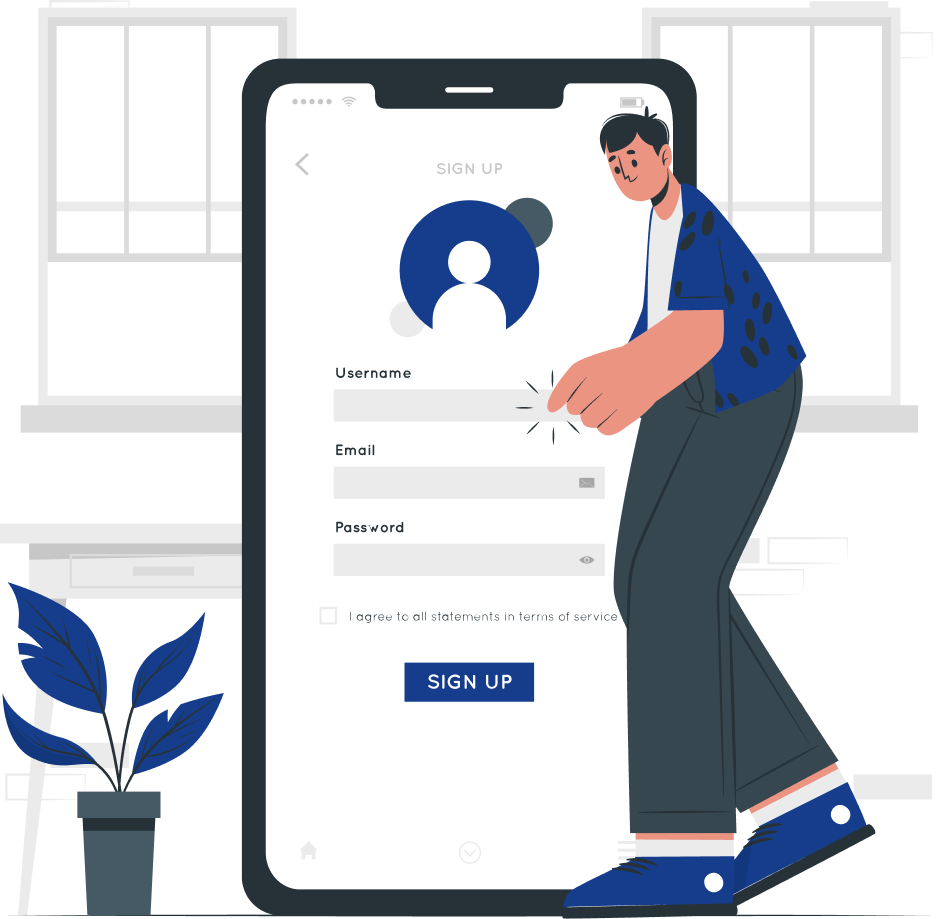 SIGN UP
Username
Email
Password
I agree to all statements in terms of service
SIGN UP